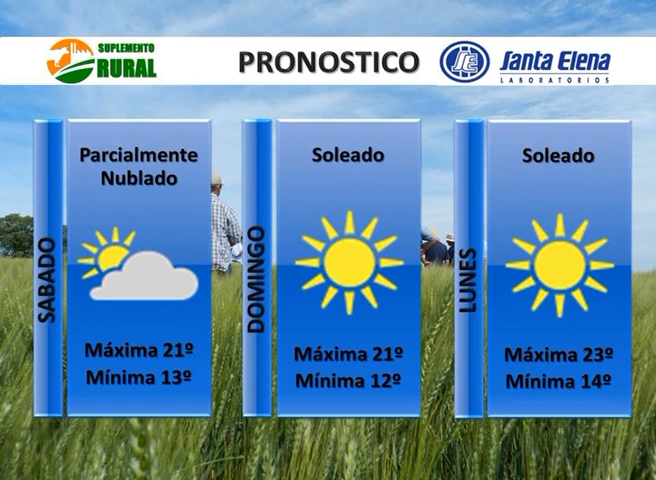 SUPLEMENTO
RURAL
PRONOSTICO
SE
Santa Elena
LABORATORIOS
SABADO
Parcialmente
Nublado
Máxima 21º
Mínima 13º
DOMINGO
Soleado
Máxima 21º
Mínima 12º
LUNES
Soleado
Máxima 23º
Mínima 14º